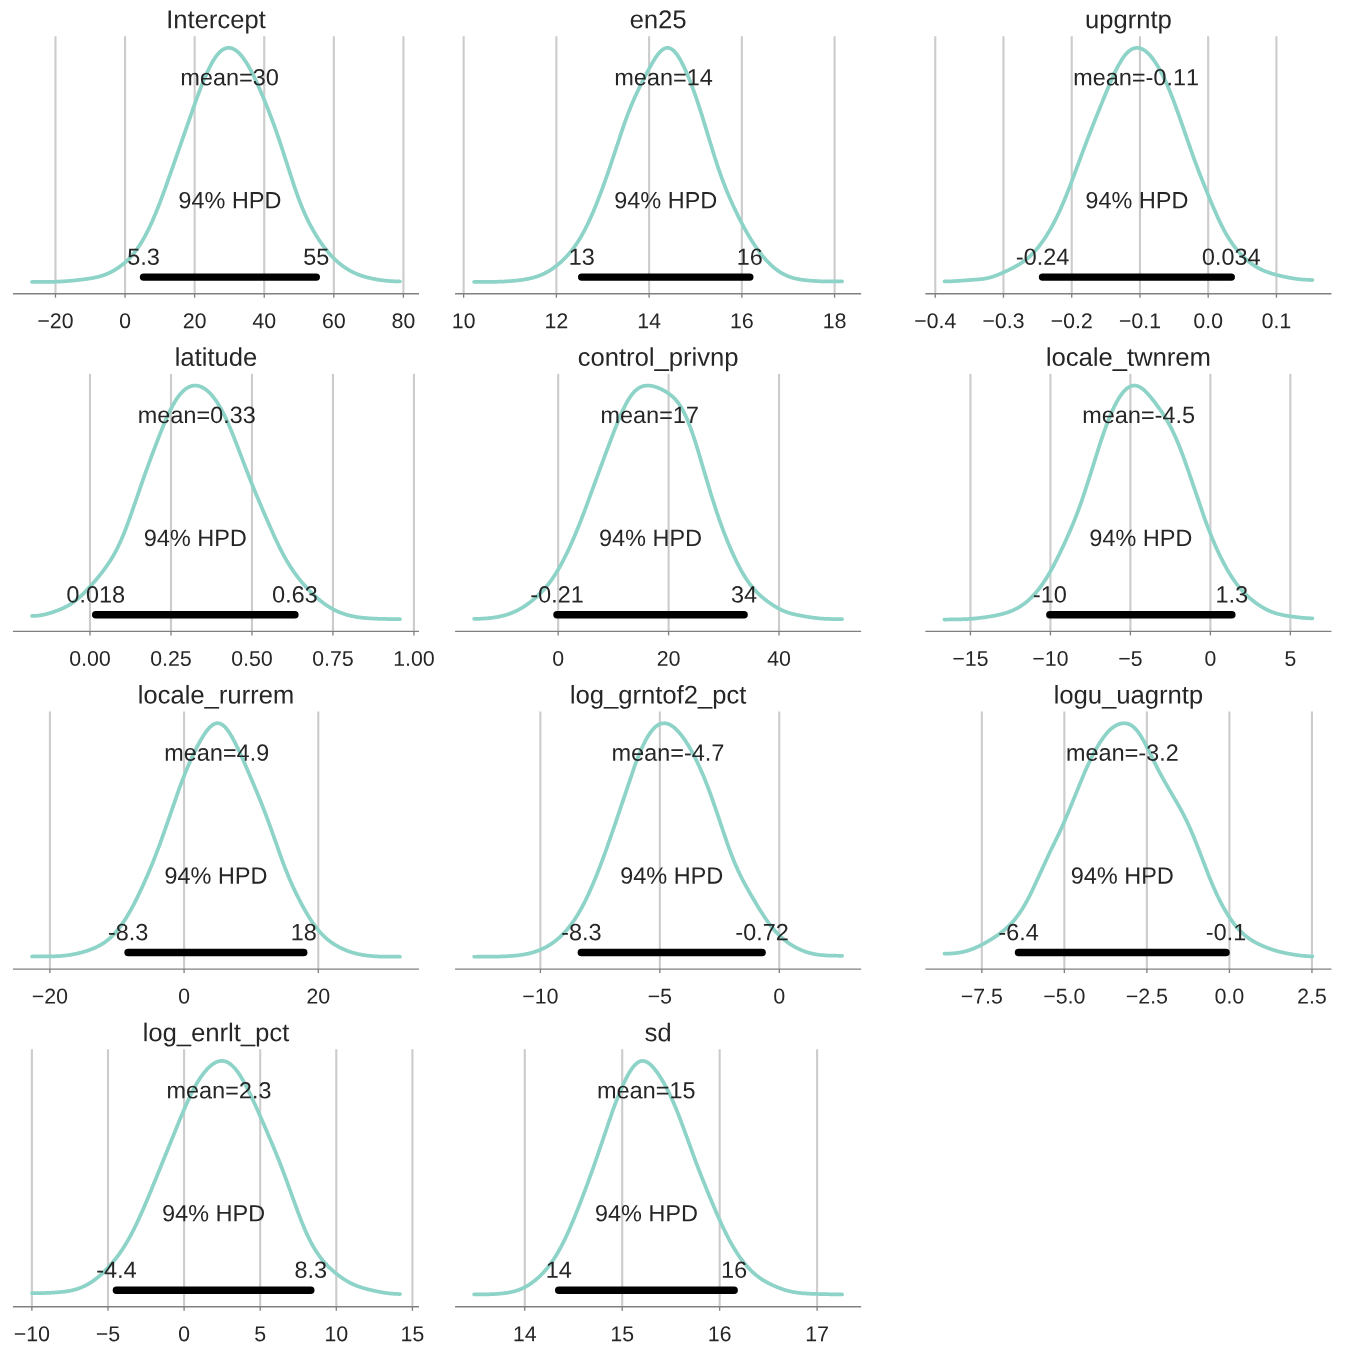 Intercept
mean=30
94% HPD
5.3 55
−20 0 20 40 60 80
en25
mean=14
94% HPD
13 16
10 12 14 16 18
upgrntp
mean=-0.11
94% HPD
-0.24 0.034
−0.4 −0.3 −0.2 −0.1 0.0 0.1
latitude
mean=0.33
94% HPD
0.018 0.63
0.00 0.25 0.50 0.75 1.00
control_privnp
mean=17
94% HPD
-0.21 34
0 20 40
locale_twnrem
mean=-4.5
94% HPD
-10 1.3
−15 −10 −5 0 5
locale_rurrem
mean=4.9
94% HPD
-8.3 18
−20 0 20
log_grntof2_pct
mean=-4.7
94% HPD
-8.3 -0.72
−10 −5 0
logu_uagrntp
mean=-3.2
94% HPD
-6.4 -0.1
−7.5 −5.0 −2.5 0.0 2.5
log_enrlt_pct
mean=2.3
94% HPD
-4.4 8.3
−10 −5 0 5 10 15
sd
mean=15
94% HPD
14 16
14 15 16 17